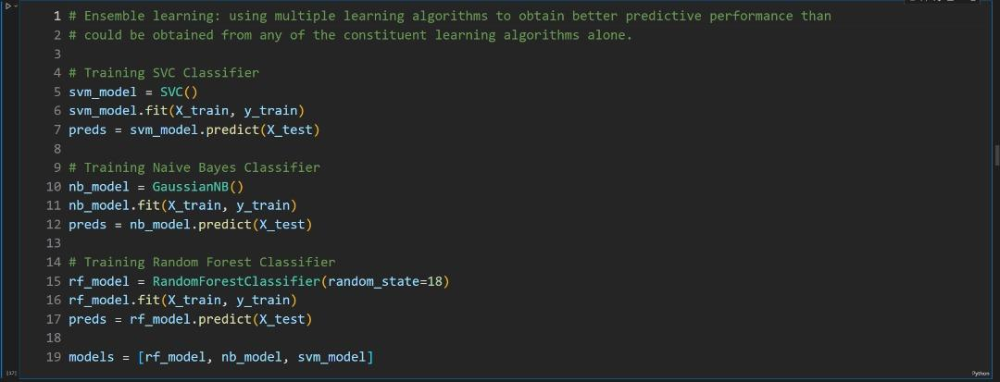 1 # Ensemble learning: using multiple learning algorithms to obtain better predictive performance than
2 # could be obtained from any of the constituent learning algorithms alone.
3
4 # Training SVC Classifier
5 svm_model = SVC()
6 svm_model.fit(X_train, y_train)
7 preds = svm_model.predict(X_test)
8
9 # Training Naive Bayes Classifier
10 nb_model = GaussianNB()
11 nb_model.fit(X_train, y_train)
12 preds = nb_model.predict(X_test)
13
14 # Training Random Forest Classifier
15 rf_model = RandomForestClassifier(random_state=18)
16 rf_model.fit(X_train, y_train)
17 preds = rf_model.predict(X_test)
18
19 models = [rf_model, nb_model, svm_model]
[17]
Python